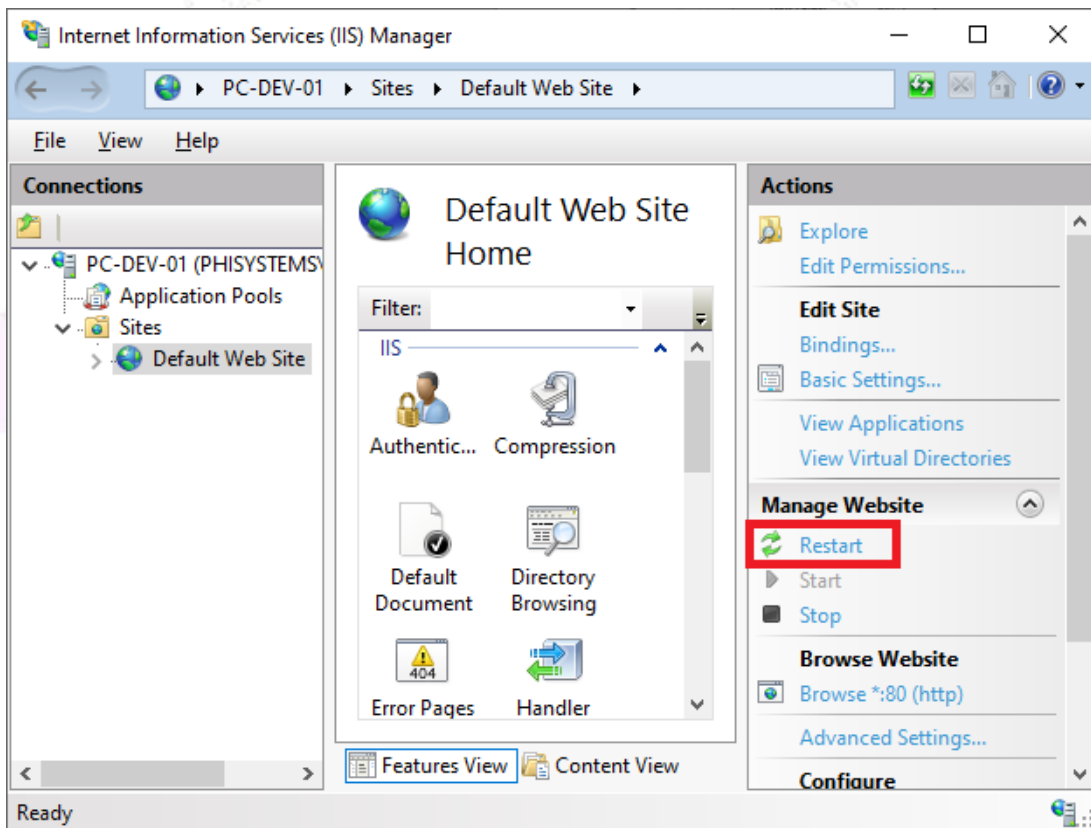 Internet Information Services (IIS) Manager
PC-DEV-01 Sites Default Web Site
File View Help
Connections
PC-DEV-01 (PHISYSTEMS\
Application Pools
Sites
Default Web Site
Default Web Site
Home
Filter:
IIS
Authentic... Compression
Default
Document
Directory
Browsing
404
Error Pages Handler
Features View Content View
Actions
Explore
Edit Permissions...
Edit Site
Bindings...
Basic Settings...
View Applications
View Virtual Directories
Manage Website
Restart
Start
Stop
Browse Website
Browse *:80 (http)
Advanced Settings...
Configure
Ready